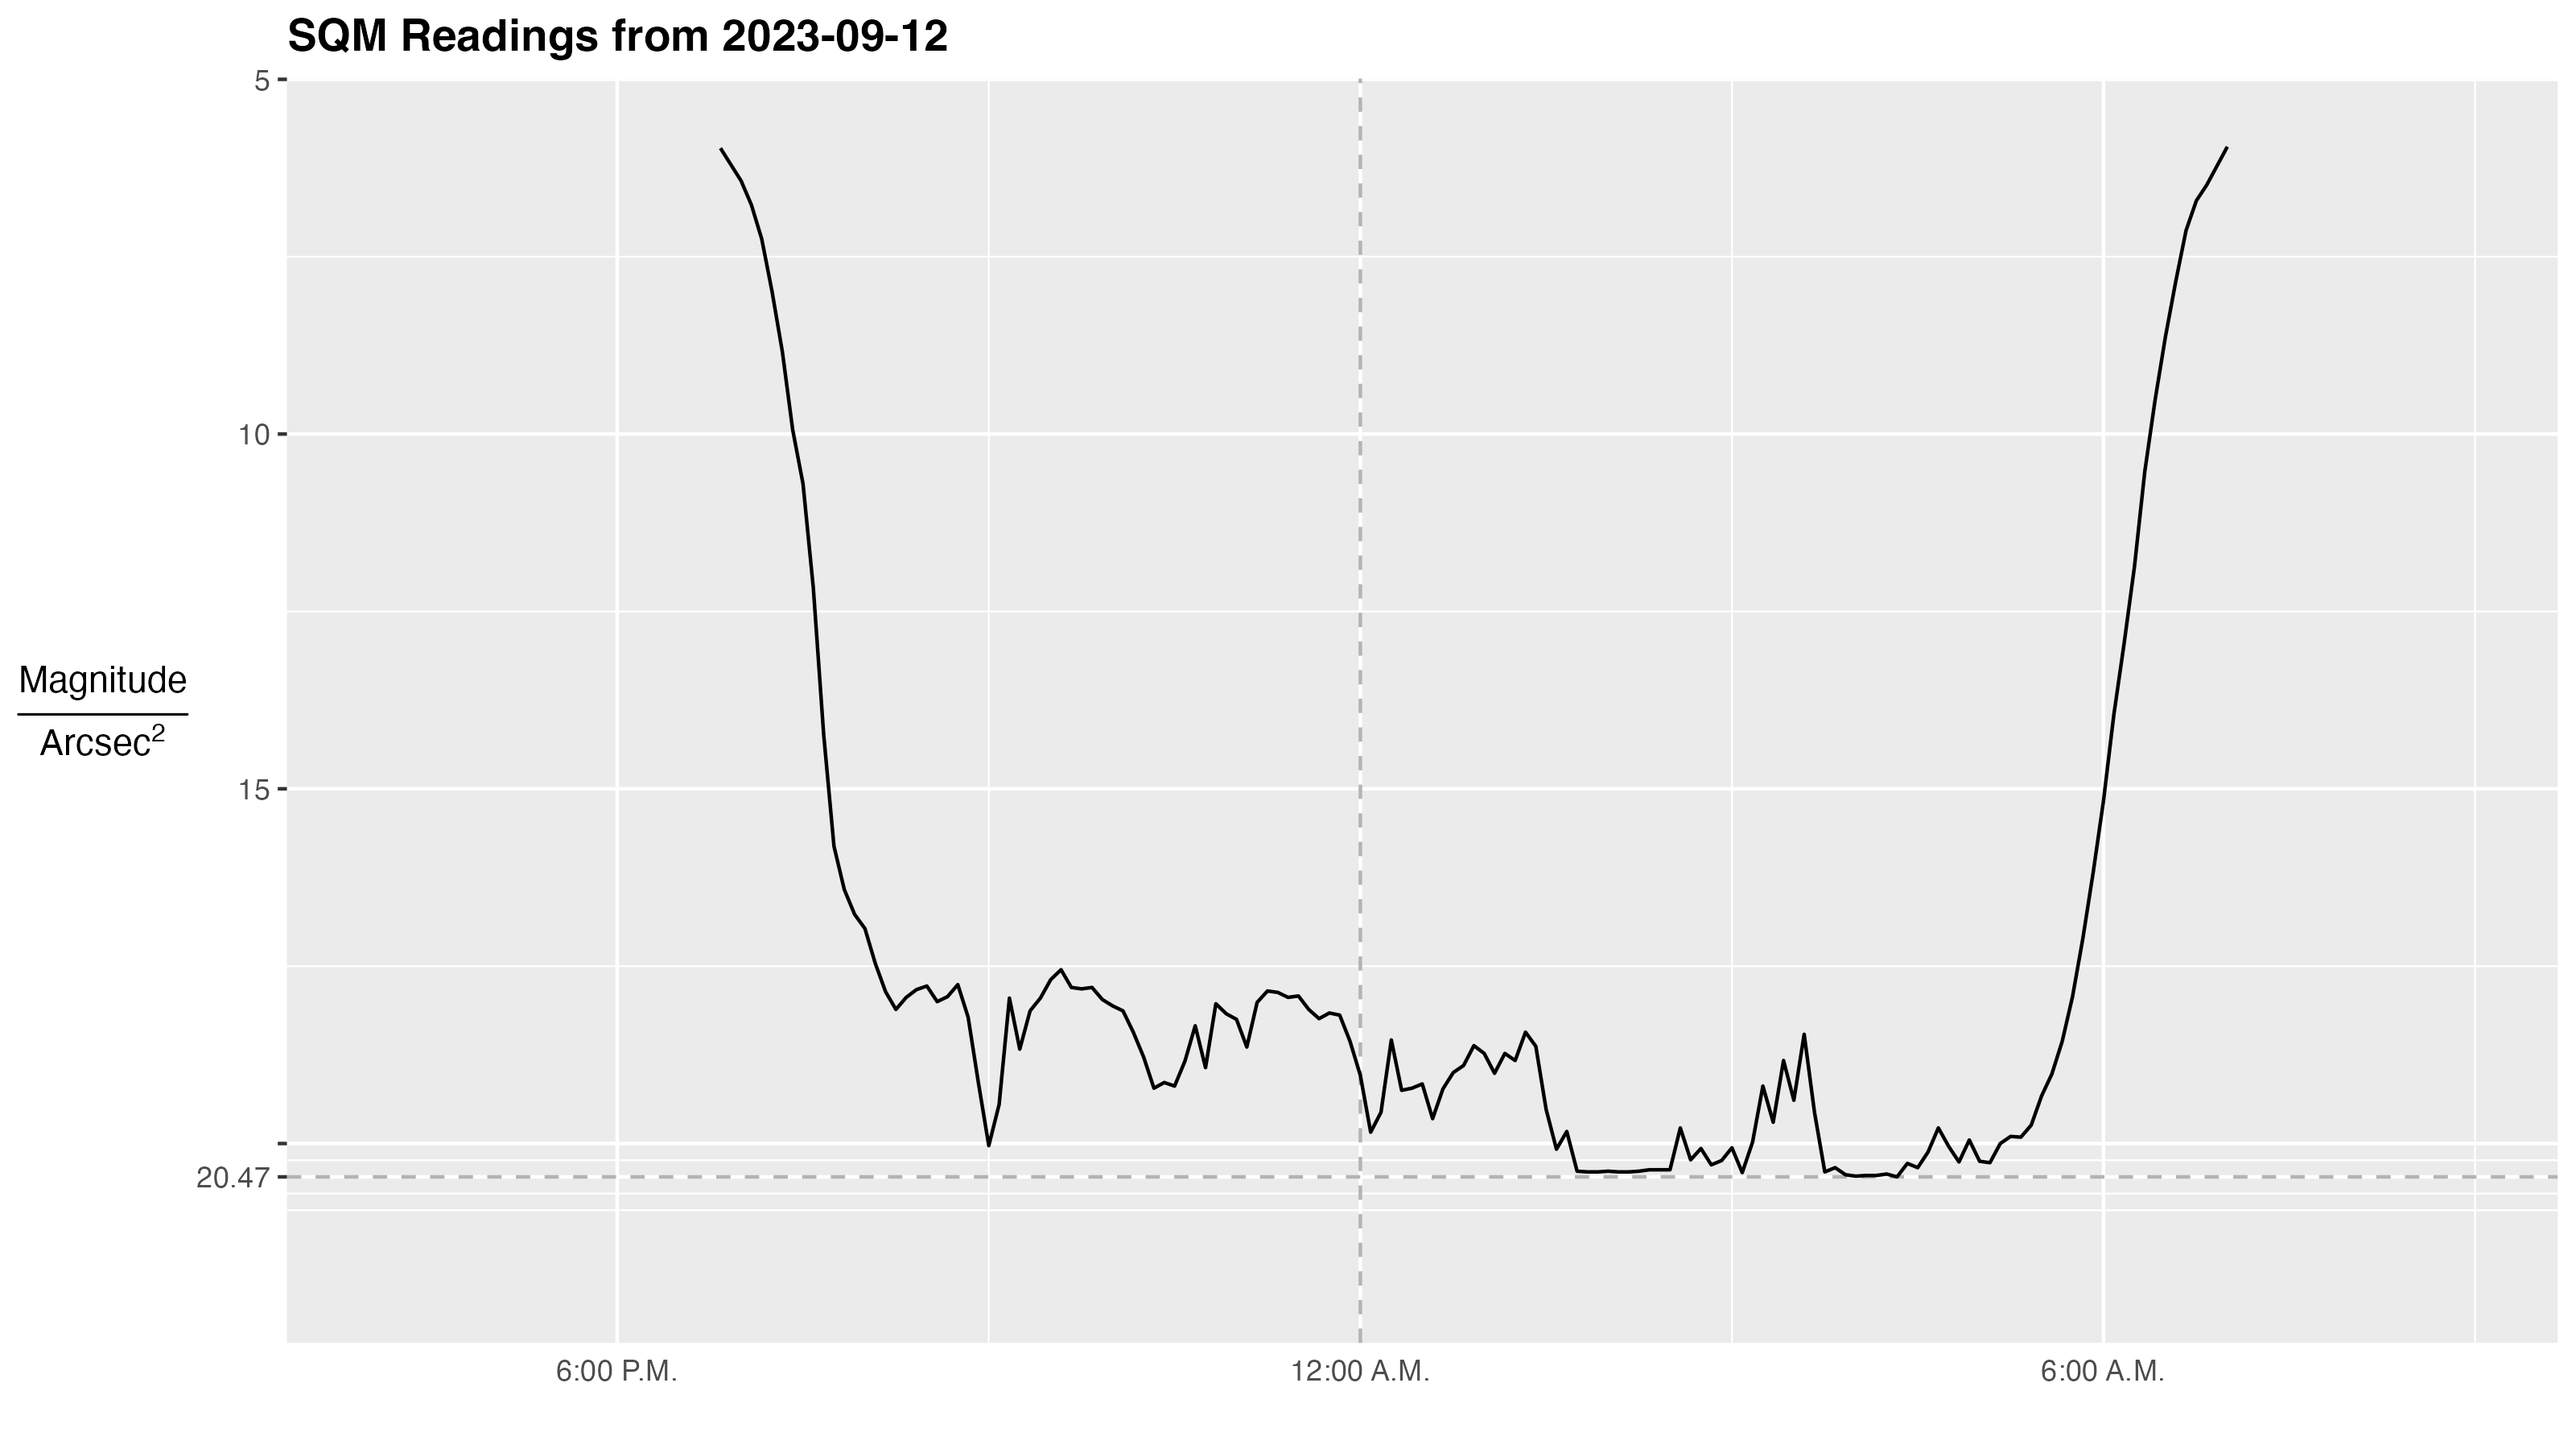 SQM Readings from 2023-09-12
5
10
15
20.47
Magnitude
Arcsec²
6:00 P.M.
12:00 A.M.
6:00 A.M.